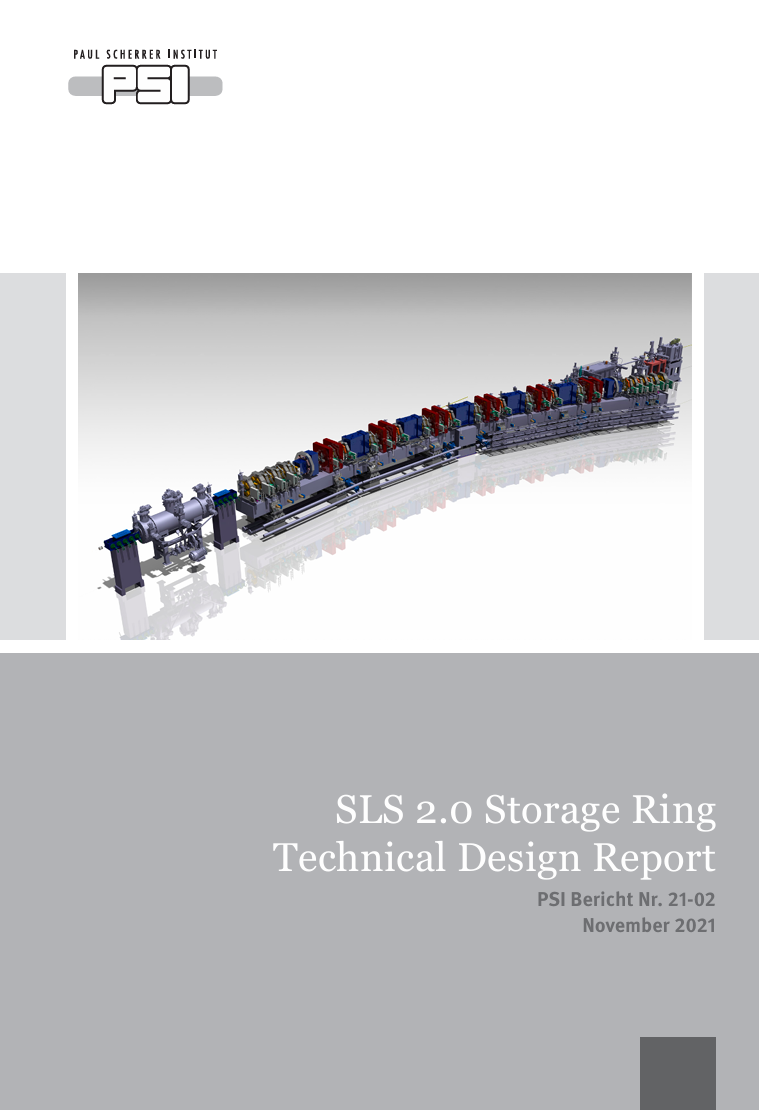 PAUL SCHERRER INSTITUT
PSI
SLS 2.0 Storage Ring
Technical Design Report
PSI Bericht Nr. 21-02
November 2021